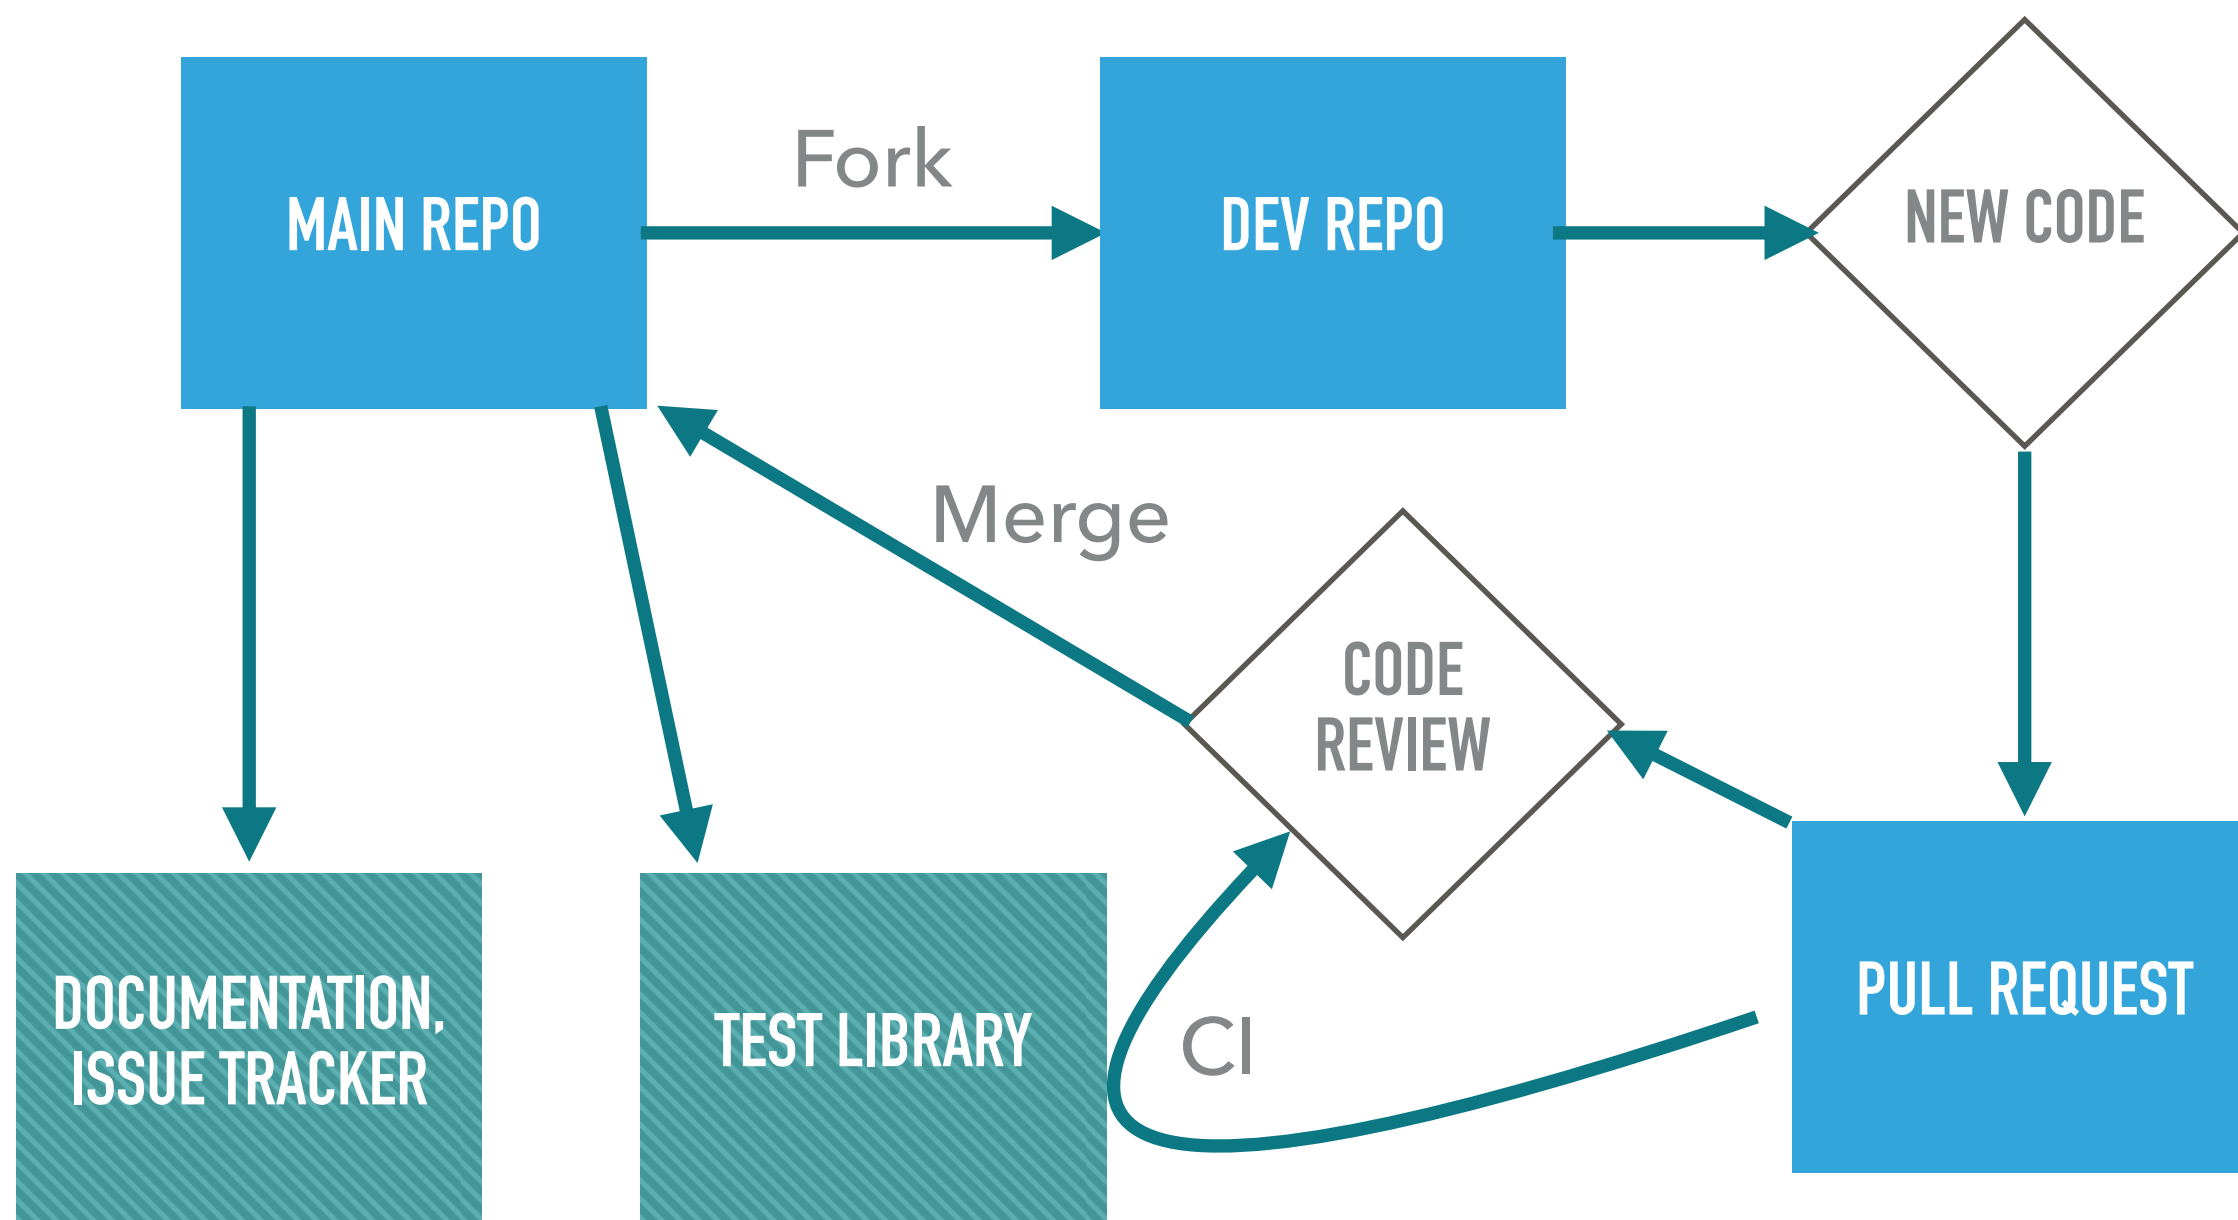 MAIN REPO
Fork
DEV REPO
NEW CODE
Merge
CODE
REVIEW
DOCUMENTATION,
ISSUE TRACKER
TEST LIBRARY
CI
PULL REQUEST